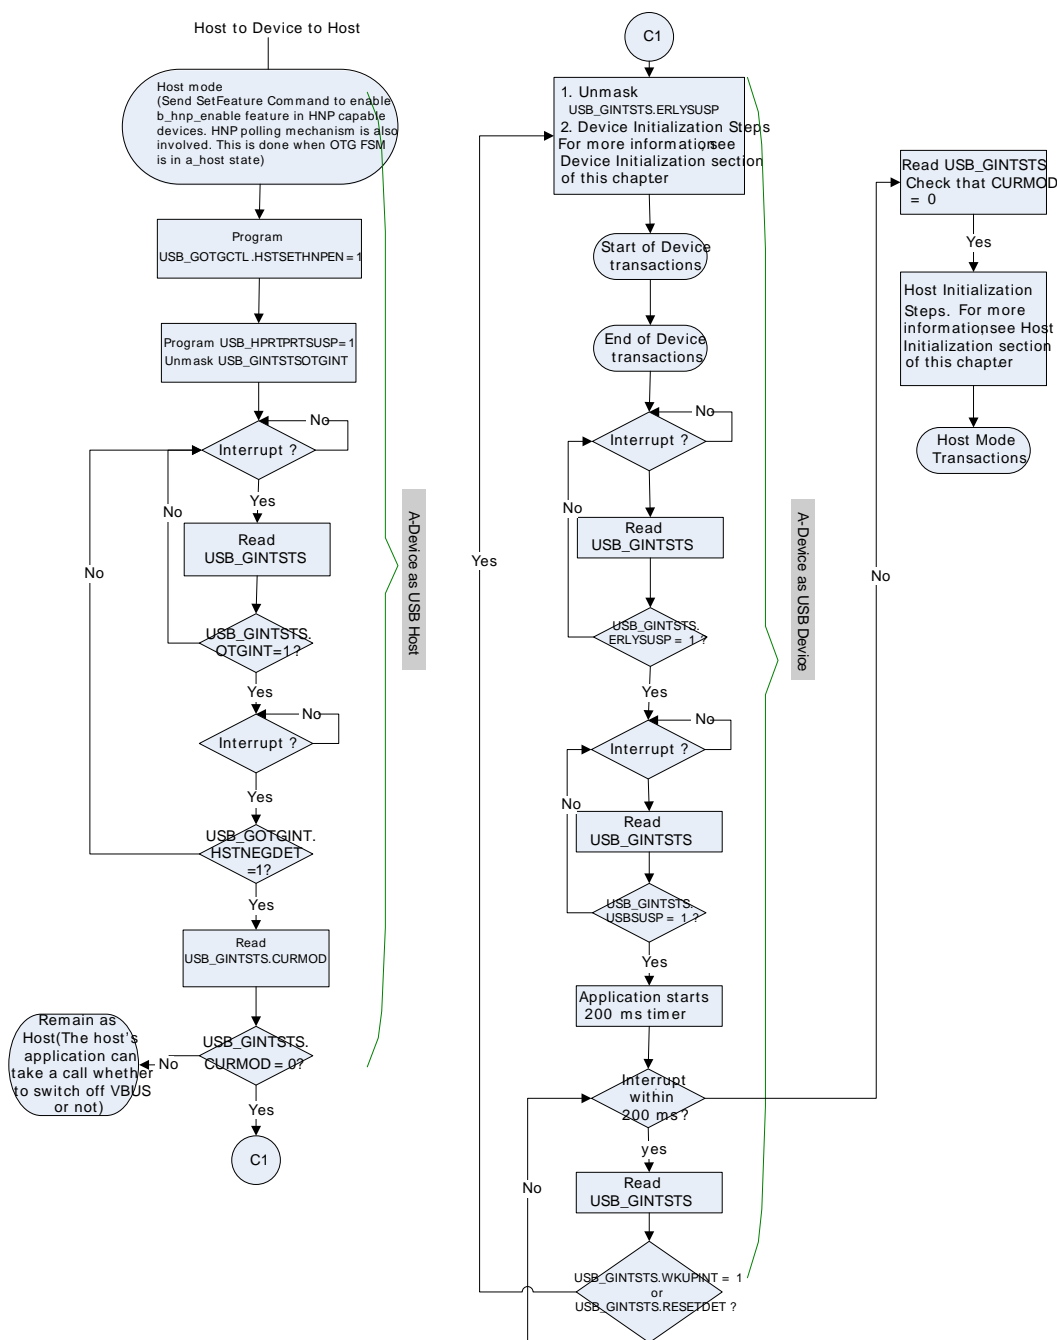 Host to Device to Host
Host mode
(Send SetFeature Command to enable
b_hnp_enable feature in HNP capable
devices. HNP polling mechanism is also
involved. This is done when OTG FSM
is in a_host state)
Program
USB_GOTGCTL.HSTSETHNPEN = 1
Program USB_HPRT.PRTSUSP= 1
Unmask USB_GINTSTSOTGINT
No
Interrupt ?
Yes
No
Read
USB_GINTSTS
No
USB_GINTSTS.
OTGINT=1?
Yes
No
Interrupt ?
Yes
USB_GOTGINT.
HSTNEGDET
=1?
Yes
Read
USB_GINTSTS.CURMOD
USB_GINTSTS.
CURMOD = 0?
No
Remain as
Host(The host's
application can
take a call whether
to switch off VBUS
or not)
Yes
C1
A-Device as USB Host
C1
1. Unmask
USB_GINTSTS.ERLYSUSP
2. Device Initialization Steps
For more information, see
Device Initialization section
of this chapter.
Start of Device
transactions
End of Device
transactions
No
Interrupt ?
Yes
No
Read
USB_GINTSTS
USB_GINTSTS.
ERLYSUSP = 1 ?
Yes
No
Interrupt ?
Yes
No
Read
USB_GINTSTS
USB_GINTSTS.
USBSUSP = 1 ?
Yes
Application starts
200 ms timer
Interrupt
within
200 ms?
yes
Read
USB_GINTSTS
No
USB_GINTSTS.WKUPINT = 1
or
USB_GINTSTS.RESETDET ?
Yes
A-Device as USB Device
No
Read USB_GINTSTS
Check that CURMOD
= 0
Yes
Host Initialization
Steps. For more
information, see Host
Initialization section
of this chapter.
Host Mode
Transactions